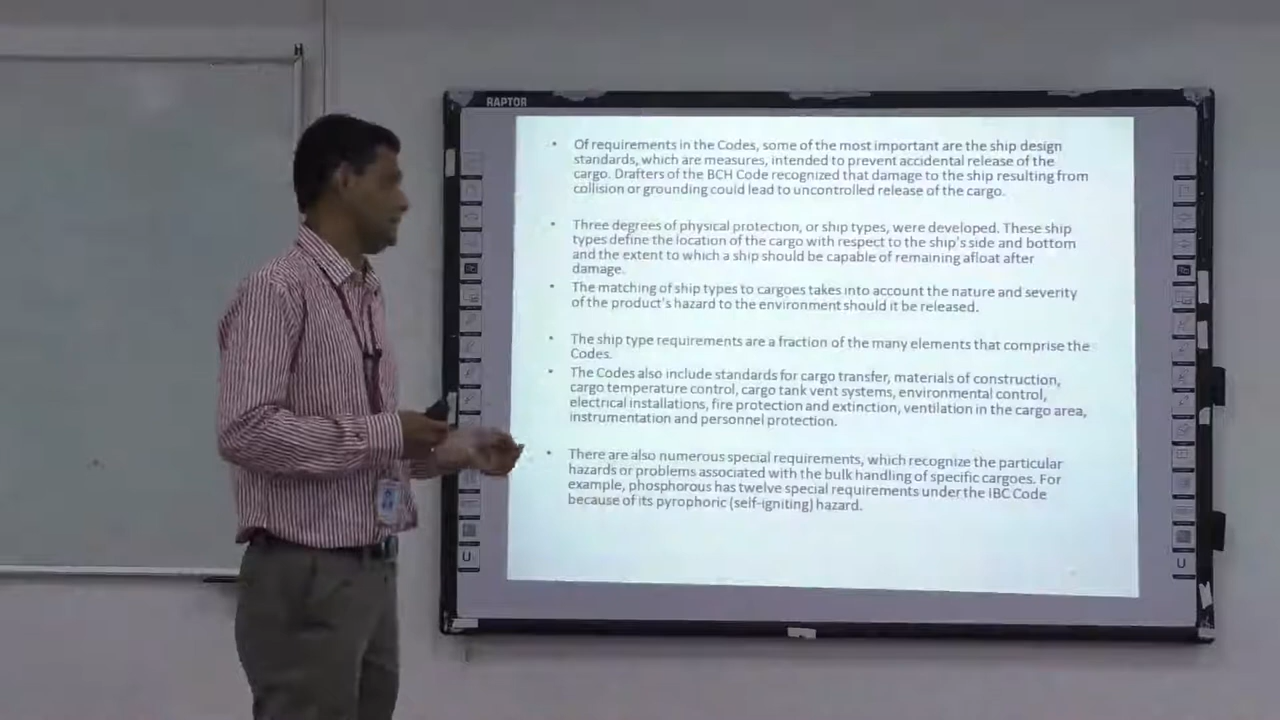 RAPTOR
• Of requirements in the Codes, some of the most important are the ship design
standards, which are measures, intended to prevent accidental release of the
cargo. Drafters of the BCH Code recognized that damage to the ship resulting from
collision or grounding could lead to uncontrolled release of the cargo.
• Three degrees of physical protection, or ship types, were developed. These ship
types define the location of the cargo with respect to the ship's side and bottom
and the extent to which a ship should be capable of remaining afloat after
damage.
• The matching of ship types to cargoes takes into account the nature and severity
of the product's hazard to the environment should it be released.
• The ship type requirements are a fraction of the many elements that comprise the
Codes.
• The Codes also include standards for cargo transfer, materials of construction,
cargo temperature control, cargo tank vent systems, environmental control,
electrical installations, fire protection and extinction, ventilation in the cargo area,
instrumentation and personnel protection.
• There are also numerous special requirements, which recognize the particular
hazards or problems associated with the bulk handling of specific cargoes. For
example, phosphorous has twelve special requirements under the IBC Code
because of its pyrophoric (self-igniting) hazard.
U
U